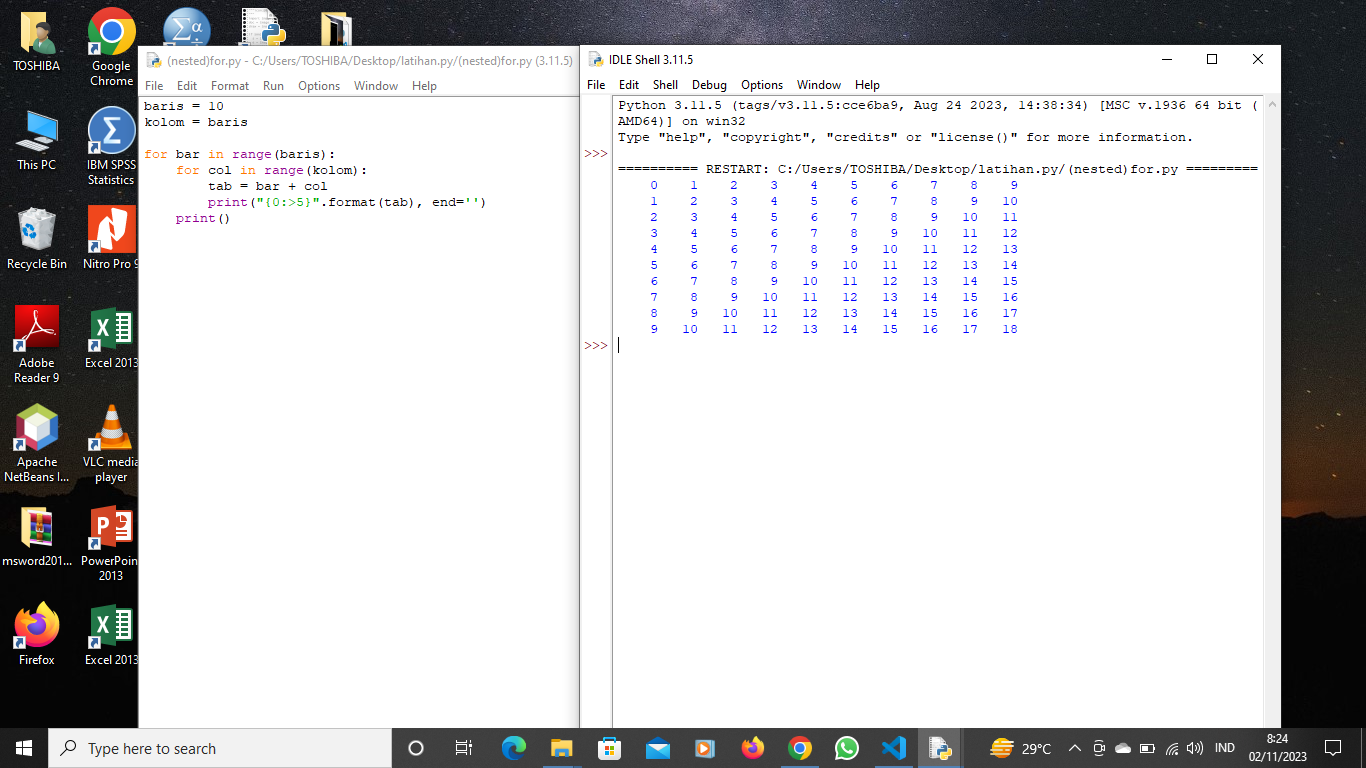 TOSHIBA
Google
Chrome
This PC
IBM SPSS
Statistics
Recycle Bin
Nitro Pro 9
Adobe
Reader 9
Excel 2013
Apache
NetBeans I...
VLC media
player
msword201...
PowerPoin
2013
Firefox
Excel 2013
(nested)for.py - C:/Users/TOSHIBA/Desktop/latihan.py/(nested)for.py (3.11.5)
File Edit Format Run Options Window Help
baris = 10
kolom = baris
for bar in range(baris):
    for col in range(kolom):
        tab = bar + col
        print("{0:>5}".format(tab), end='')
    print()
IDLE Shell 3.11.5
File Edit Shell Debug Options Window Help
Python 3.11.5 (tags/v3.11.5:cce6ba9, Aug 24 2023, 14:38:34) [MSC v.1936 64 bit (
AMD64)] on win32
Type "help", "copyright", "credits" or "license()" for more information.
>>>
========== RESTART: C:/Users/TOSHIBA/Desktop/latihan.py/(nested)for.py =========
    0    1    2    3    4    5    6    7    8    9
    1    2    3    4    5    6    7    8    9   10
    2    3    4    5    6    7    8    9   10   11
    3    4    5    6    7    8    9   10   11   12
    4    5    6    7    8    9   10   11   12   13
    5    6    7    8    9   10   11   12   13   14
    6    7    8    9   10   11   12   13   14   15
    7    8    9   10   11   12   13   14   15   16
    8    9   10   11   12   13   14   15   16   17
    9   10   11   12   13   14   15   16   17   18
>>>
Type here to search
29°C
IND
8:24
02/11/2023